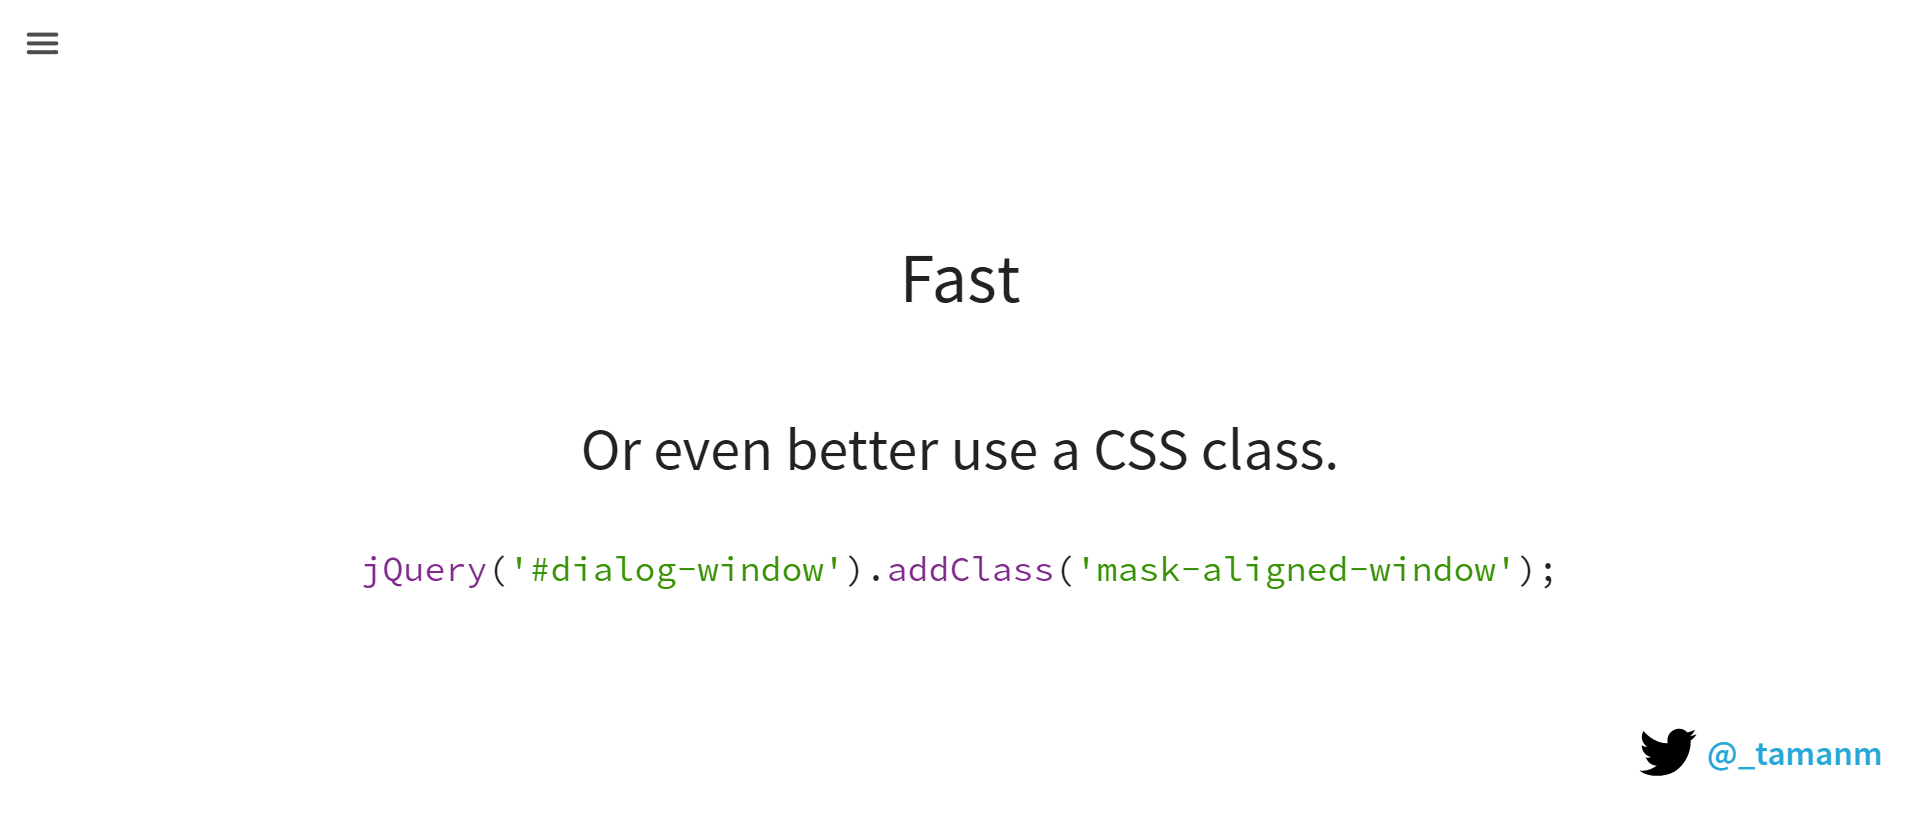 Fast
Or even better use a CSS class.
jQuery('#dialog-window').addClass('mask-aligned-window');
@_tamanm